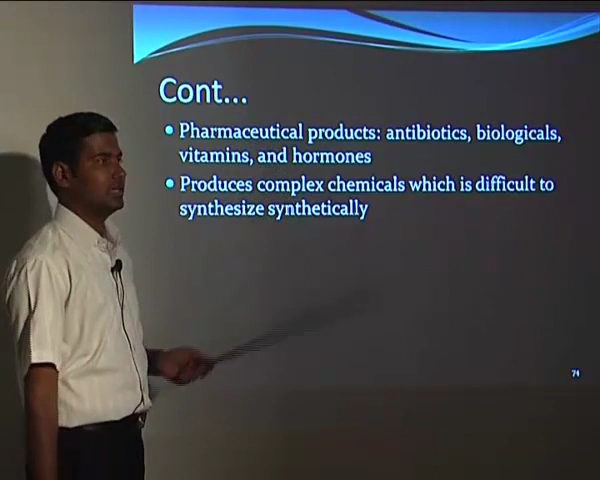 Cont...
• Pharmaceutical products: antibiotics, biologicals,
vitamins, and hormones
• Produces complex chemicals which is difficult to
synthesize synthetically
74